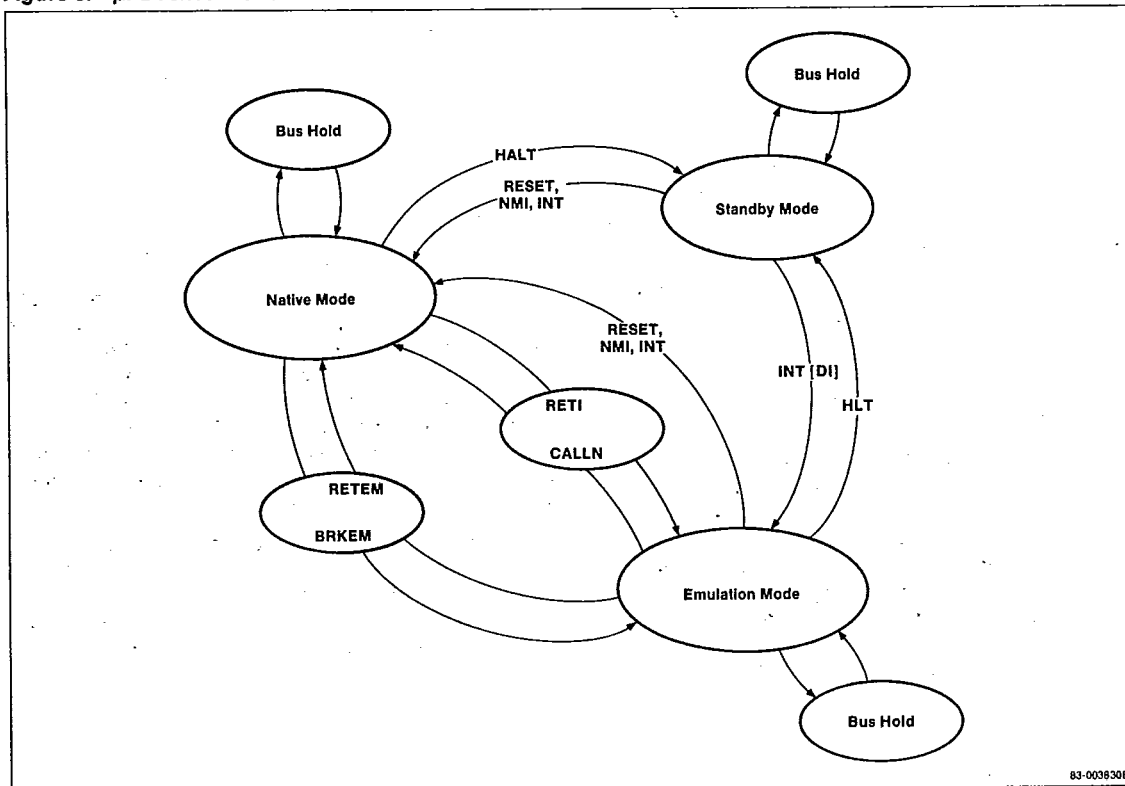 Bus Hold
Bus Hold
HALT
RESET,
NMI, INT
Standby Mode
Native Mode
RESET,
NMI, INT
INT [DI]
HLT
RETI
CALLN
RETEM
BRKEM
Emulation Mode
Bus Hold
83-003830B